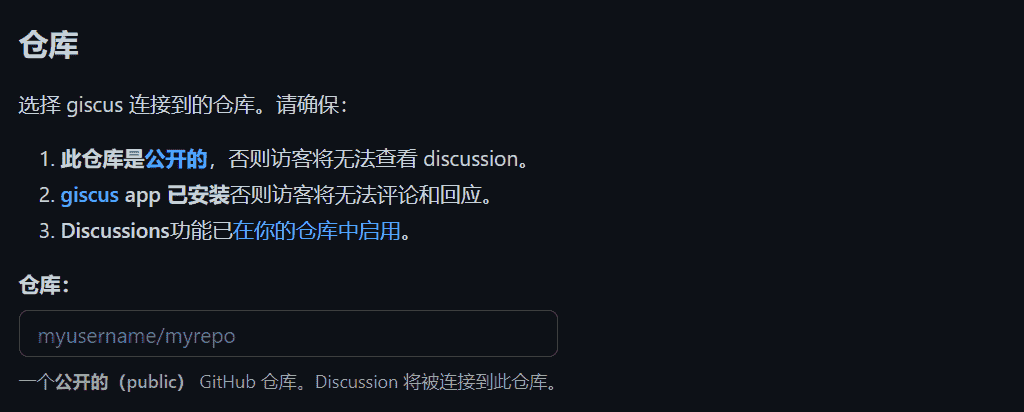 仓库
选择 giscus 连接到的仓库。请确保：
1. 此仓库是公开的，否则访客将无法查看 discussion。
2. giscus app 已安装否则访客将无法评论和回应。
3. Discussions功能已在你的仓库中启用。
仓库：
myusername/myrepo
一个公开的（public） GitHub 仓库。Discussion 将被连接到此仓库。